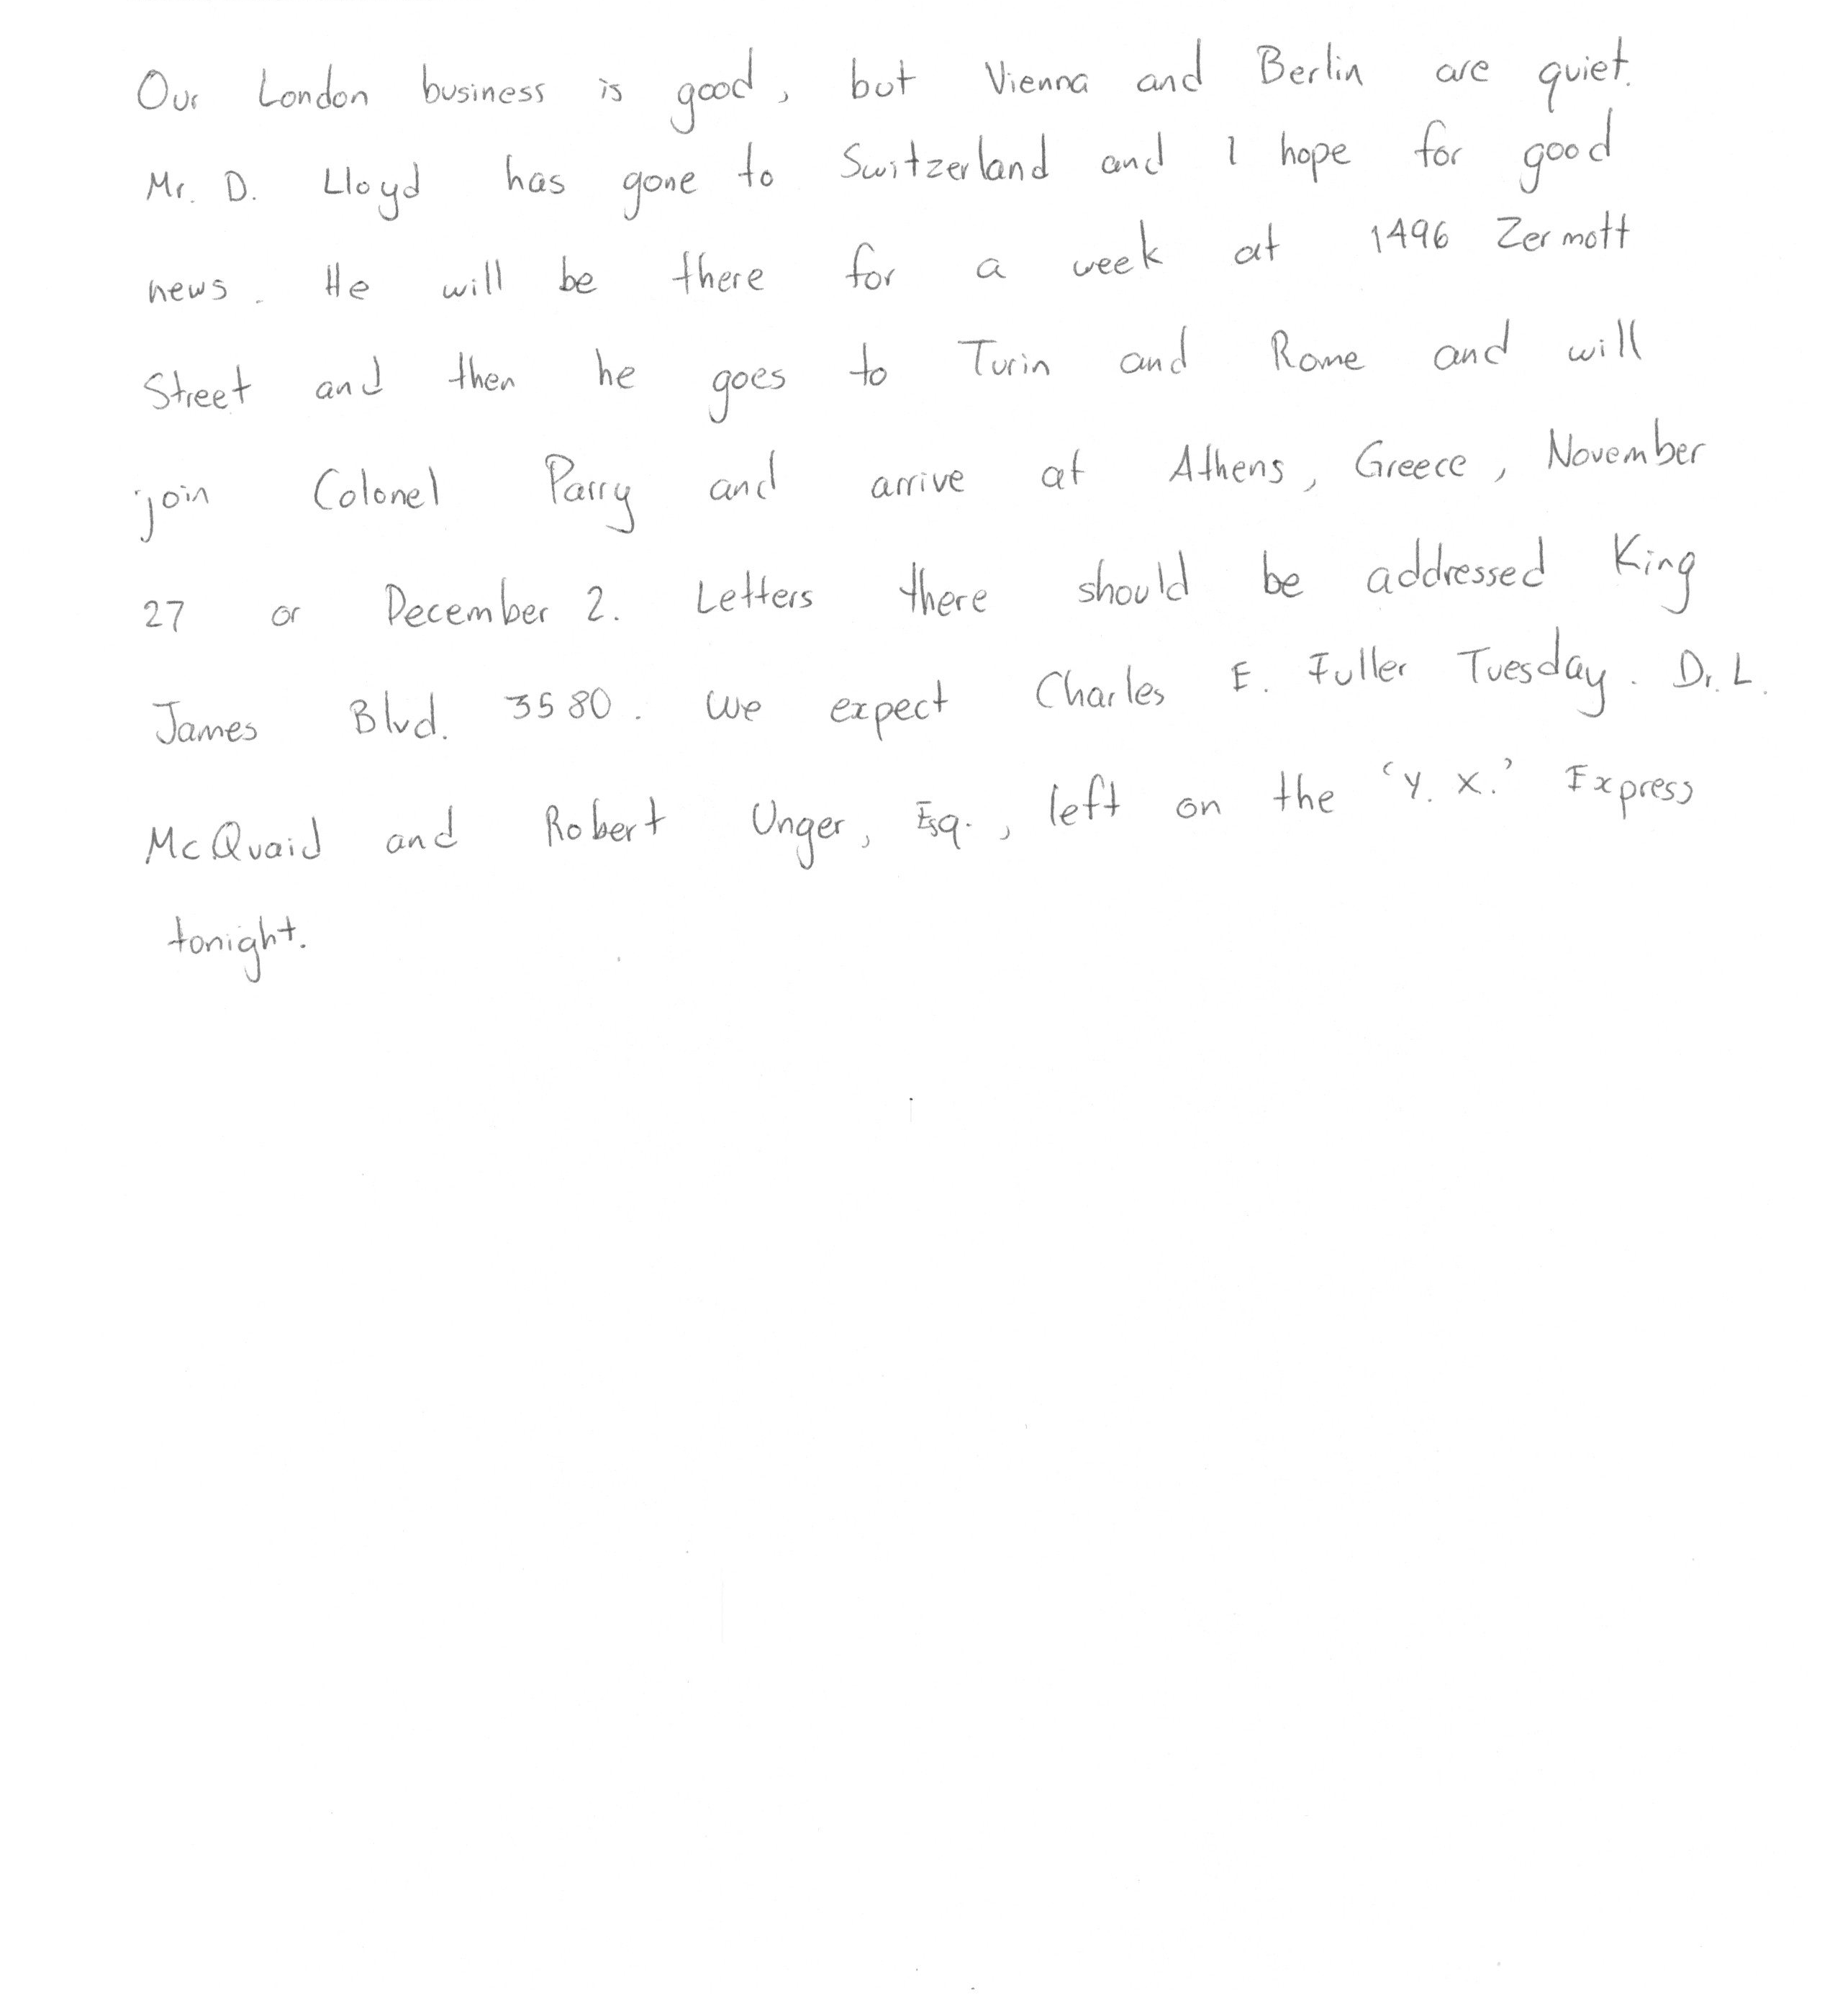 Our London business is good, but Vienna and Berlin are quiet.
Mr. D. Lloyd has gone to Switzerland and I hope for good
news. He will be there for a week at 1496 Zermott
Street and then he goes to Turin and Rome and will
join Colonel Parry and arrive at Athens, Greece, November
27 or December 2. Letters there should be addressed King
James Blvd. 3580. We expect Charles E. Fuller Tuesday. Dr. L.
McQuaid and Robert Unger, Esq., left on the 'Y. X.' Express
tonight.